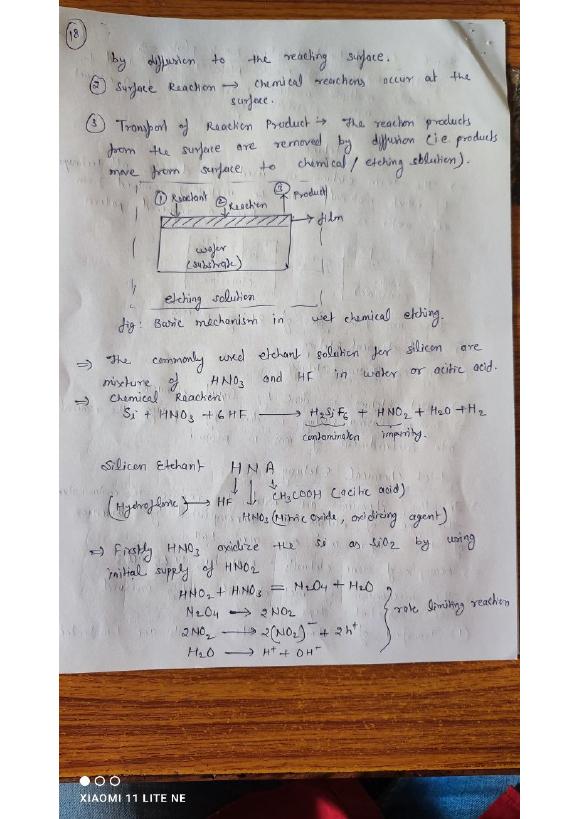 18
by diffusion to the reacting surface.
② Surface Reaction → Chemical reactions occur at the
surface.
③ Transport of Reaction Product → The reaction products
from the surface are removed by diffusion (i.e. products
move from surface to chemical / etching solution).
① Reactant ② Reaction ③ Product
→ film
wafer
(substrate)
etching solution
fig: Basic mechanism in wet chemical etching.
⇒ The commonly used etchant solution for silicon are
mixture of HNO3 and HF in water or acitic acid.
⇒ Chemical Reaction
Si + HNO3 + 6HF → H2SiF6 + HNO2 + H2O + H2
contamination impurity.
Silicon Etchant H N A
→ HF CH3COOH (acitic acid)
HNO3 (Nitric oxide, oxidizing agent)
⇒ Firstly HNO3 oxidize the Si as SiO2 by using
initial supply of HNO2
HNO2 + HNO3 = N2O4 + H2O
N2O4 → 2NO2
2NO2 → 2(NO2)⁻ + 2h⁺
H2O → H⁺ + OH⁻
rate limiting reaction
XIAOMI 11 LITE NE